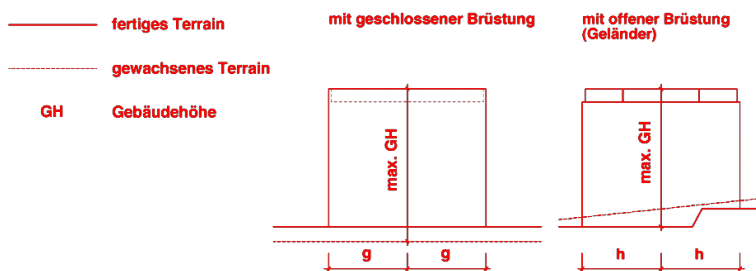 fertiges Terrain
gewachsenes Terrain
GH Gebäudehöhe
mit geschlossener Brüstung
max. GH
g g
mit offener Brüstung
(Geländer)
max. GH
h h